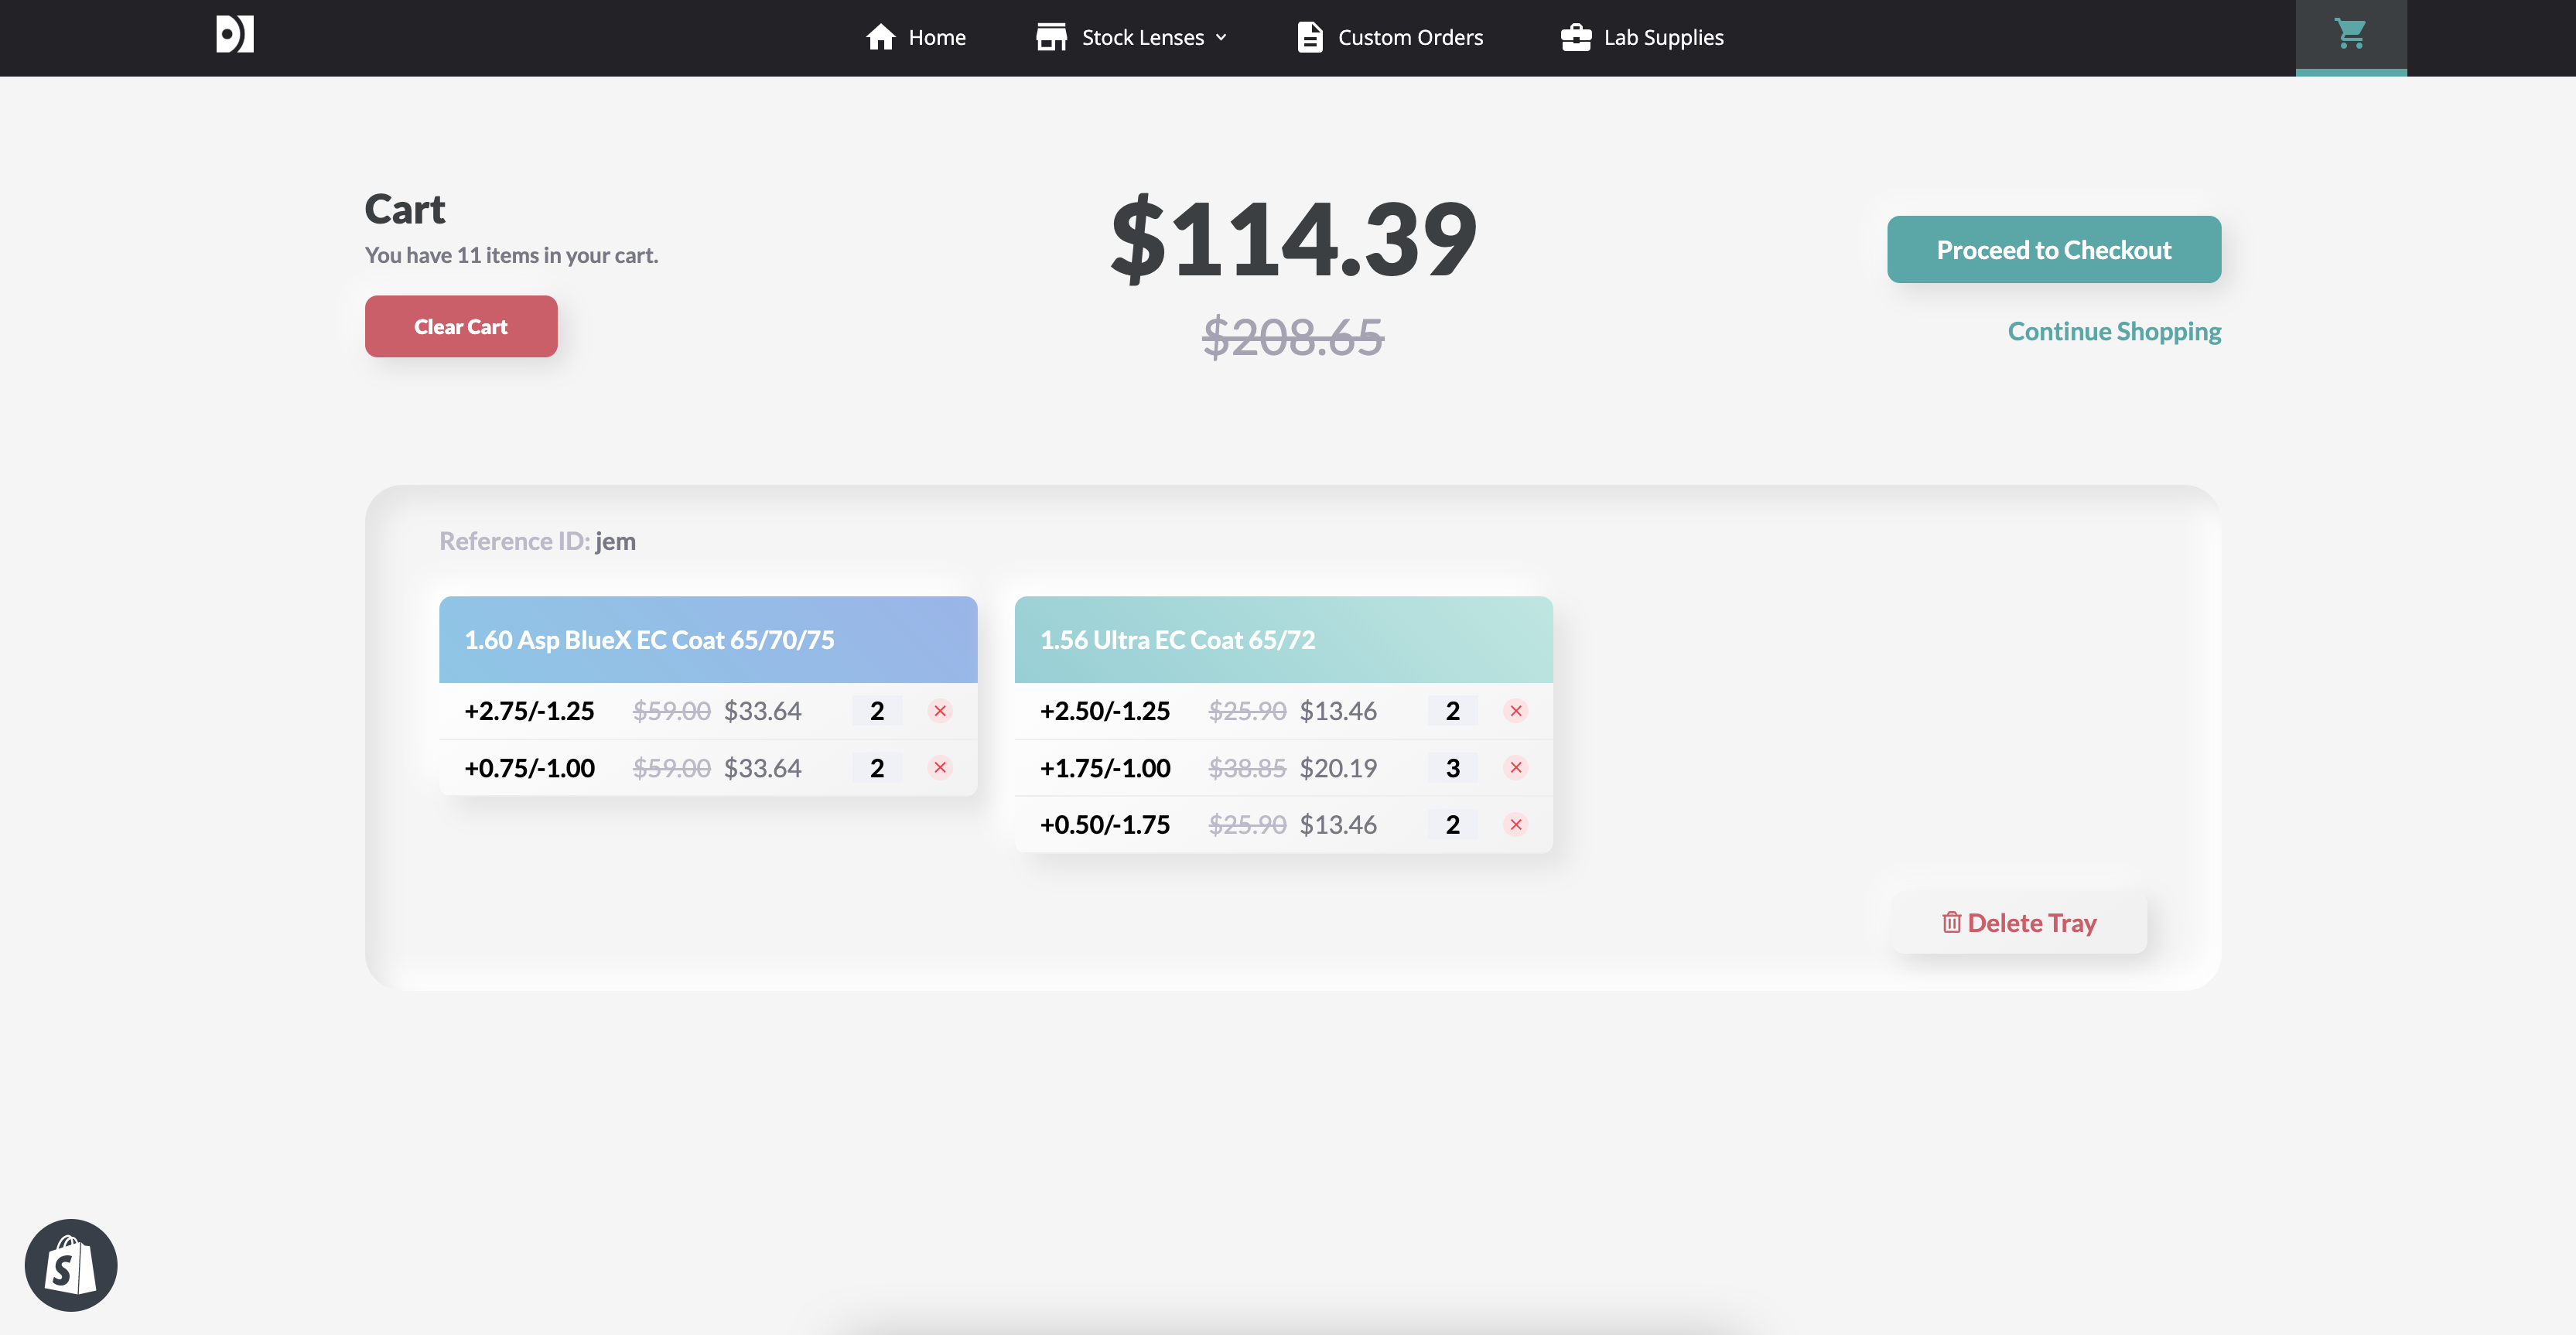 Home
Stock Lenses
Custom Orders
Lab Supplies
Cart
You have 11 items in your cart.
Clear Cart
$114.39
$208.65
Proceed to Checkout
Continue Shopping
Reference ID: jem
1.60 Asp BlueX EC Coat 65/70/75
+2.75/-1.25 $59.00 $33.64 2
+0.75/-1.00 $59.00 $33.64 2
1.56 Ultra EC Coat 65/72
+2.50/-1.25 $25.90 $13.46 2
+1.75/-1.00 $38.85 $20.19 3
+0.50/-1.75 $25.90 $13.46 2
Delete Tray